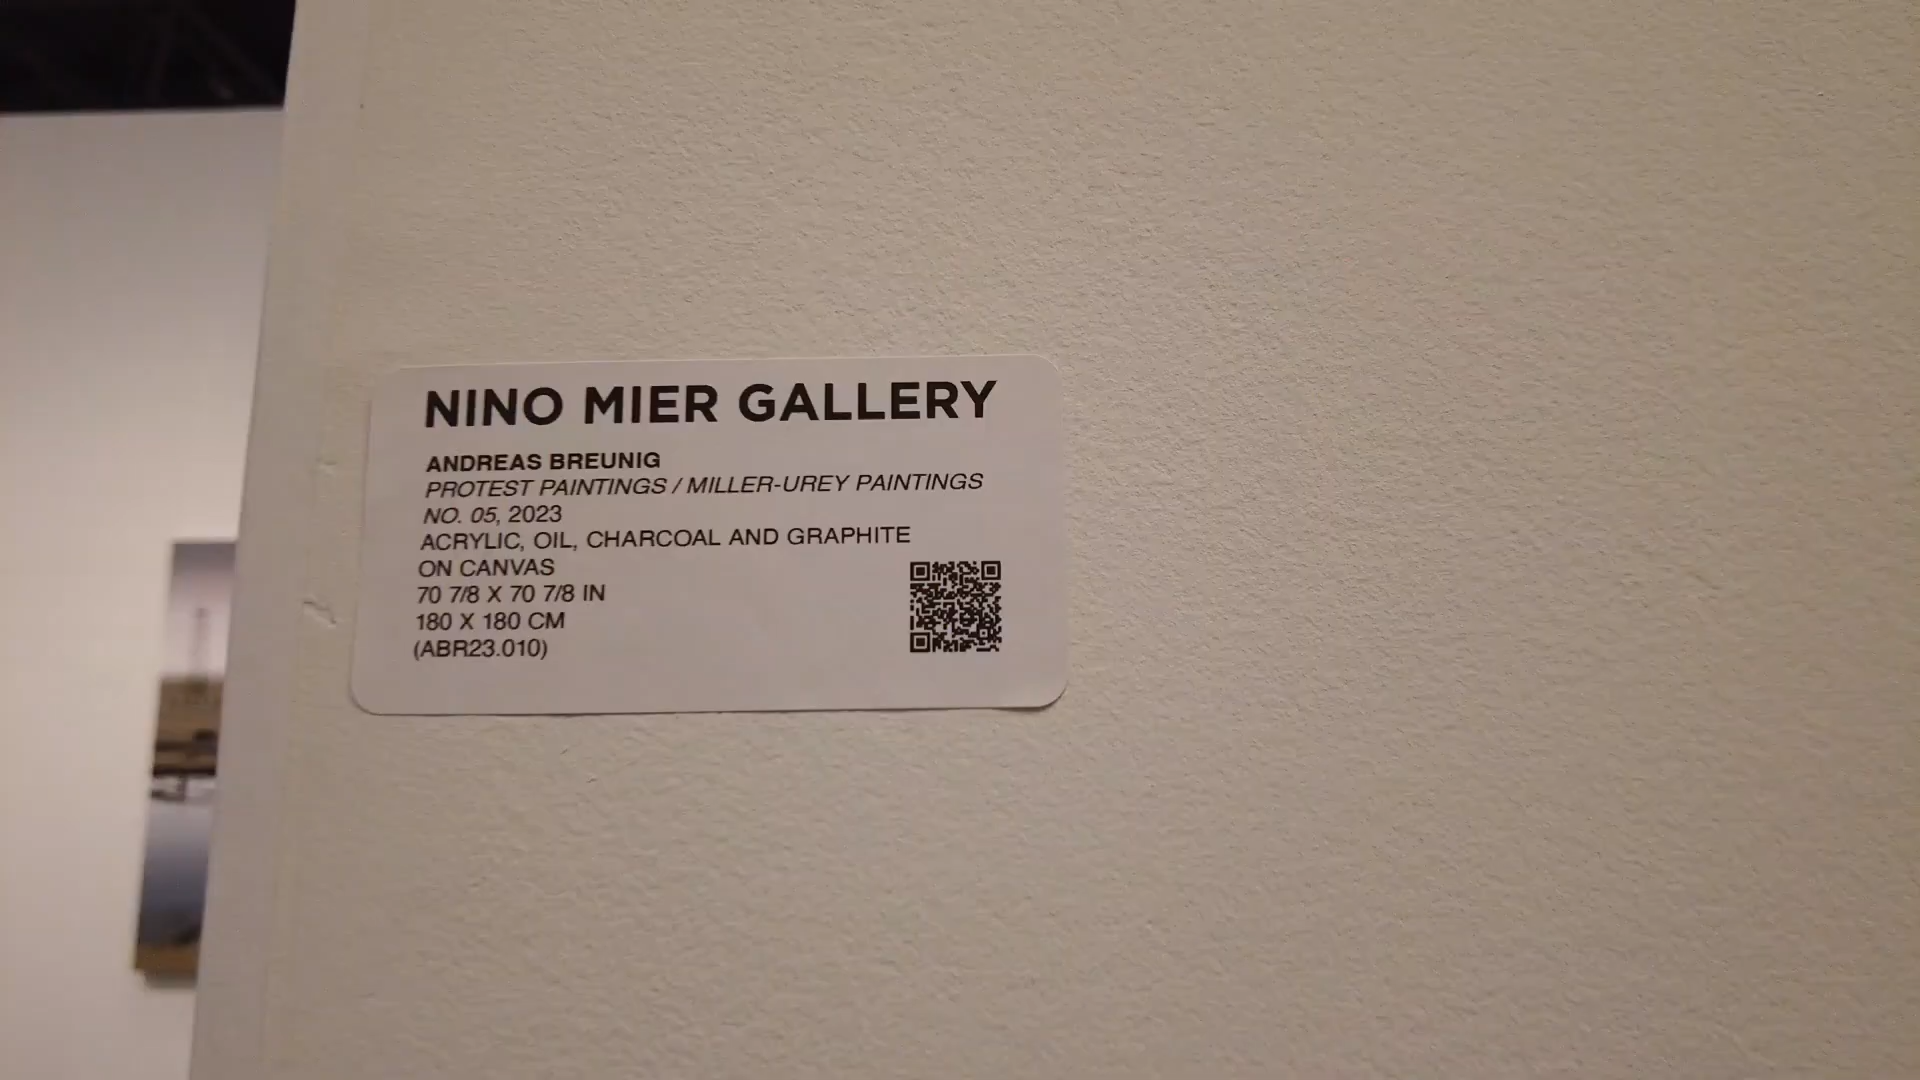 NINO MIER GALLERY
ANDREAS BREUNIG
PROTEST PAINTINGS / MILLER-UREY PAINTINGS
NO. 05, 2023
ACRYLIC, OIL, CHARCOAL AND GRAPHITE
ON CANVAS
70 7/8 X 70 7/8 IN
180 X 180 CM
(ABR23.010)